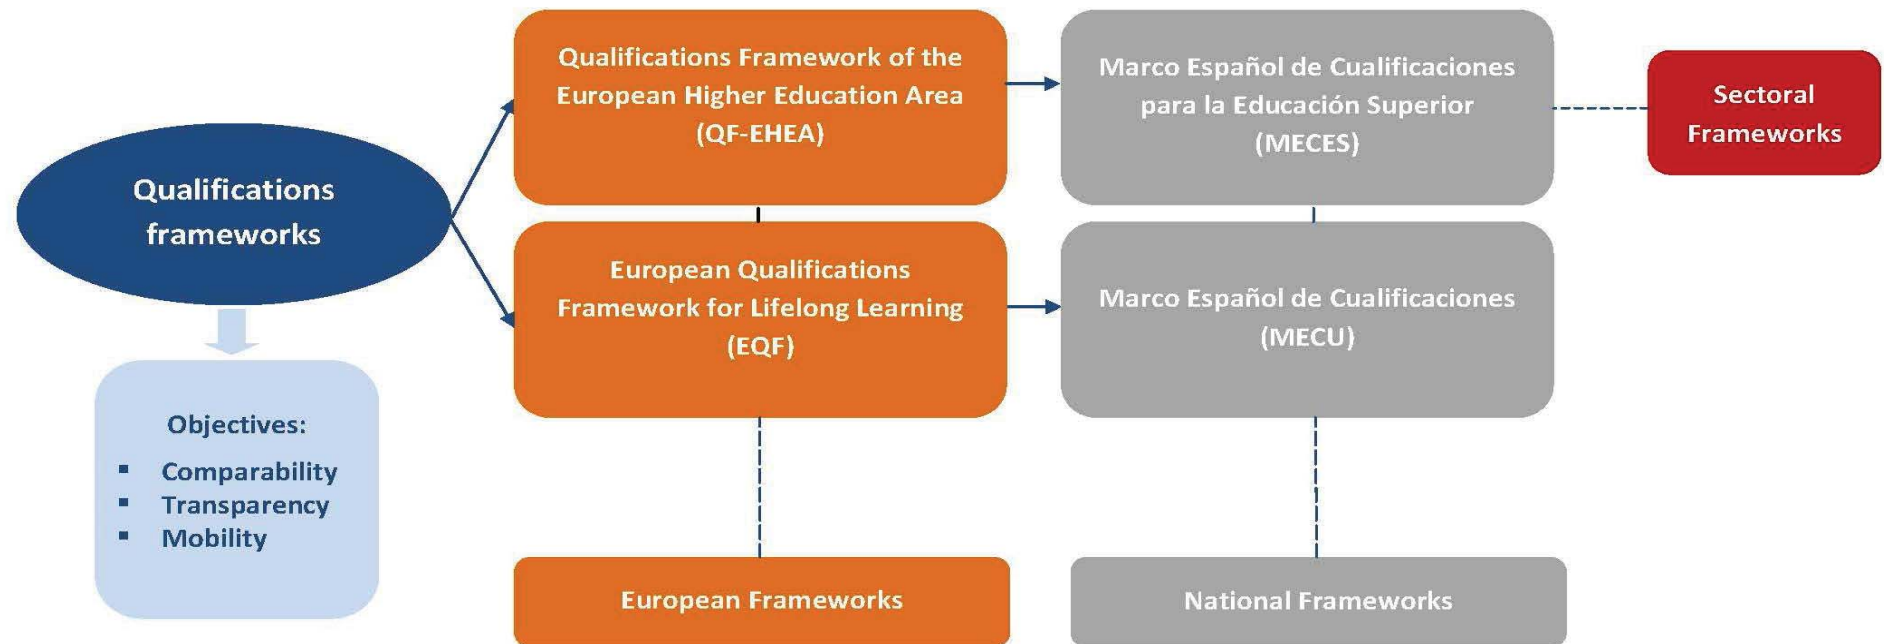 Qualifications
frameworks
Objectives:
▪ Comparability
▪ Transparency
▪ Mobility
Qualifications Framework of the
European Higher Education Area
(QF-EHEA)
European Qualifications
Framework for Lifelong Learning
(EQF)
European Frameworks
Marco Español de Cualificaciones
para la Educación Superior
(MECES)
Marco Español de Cualificaciones
(MECU)
National Frameworks
Sectoral
Frameworks